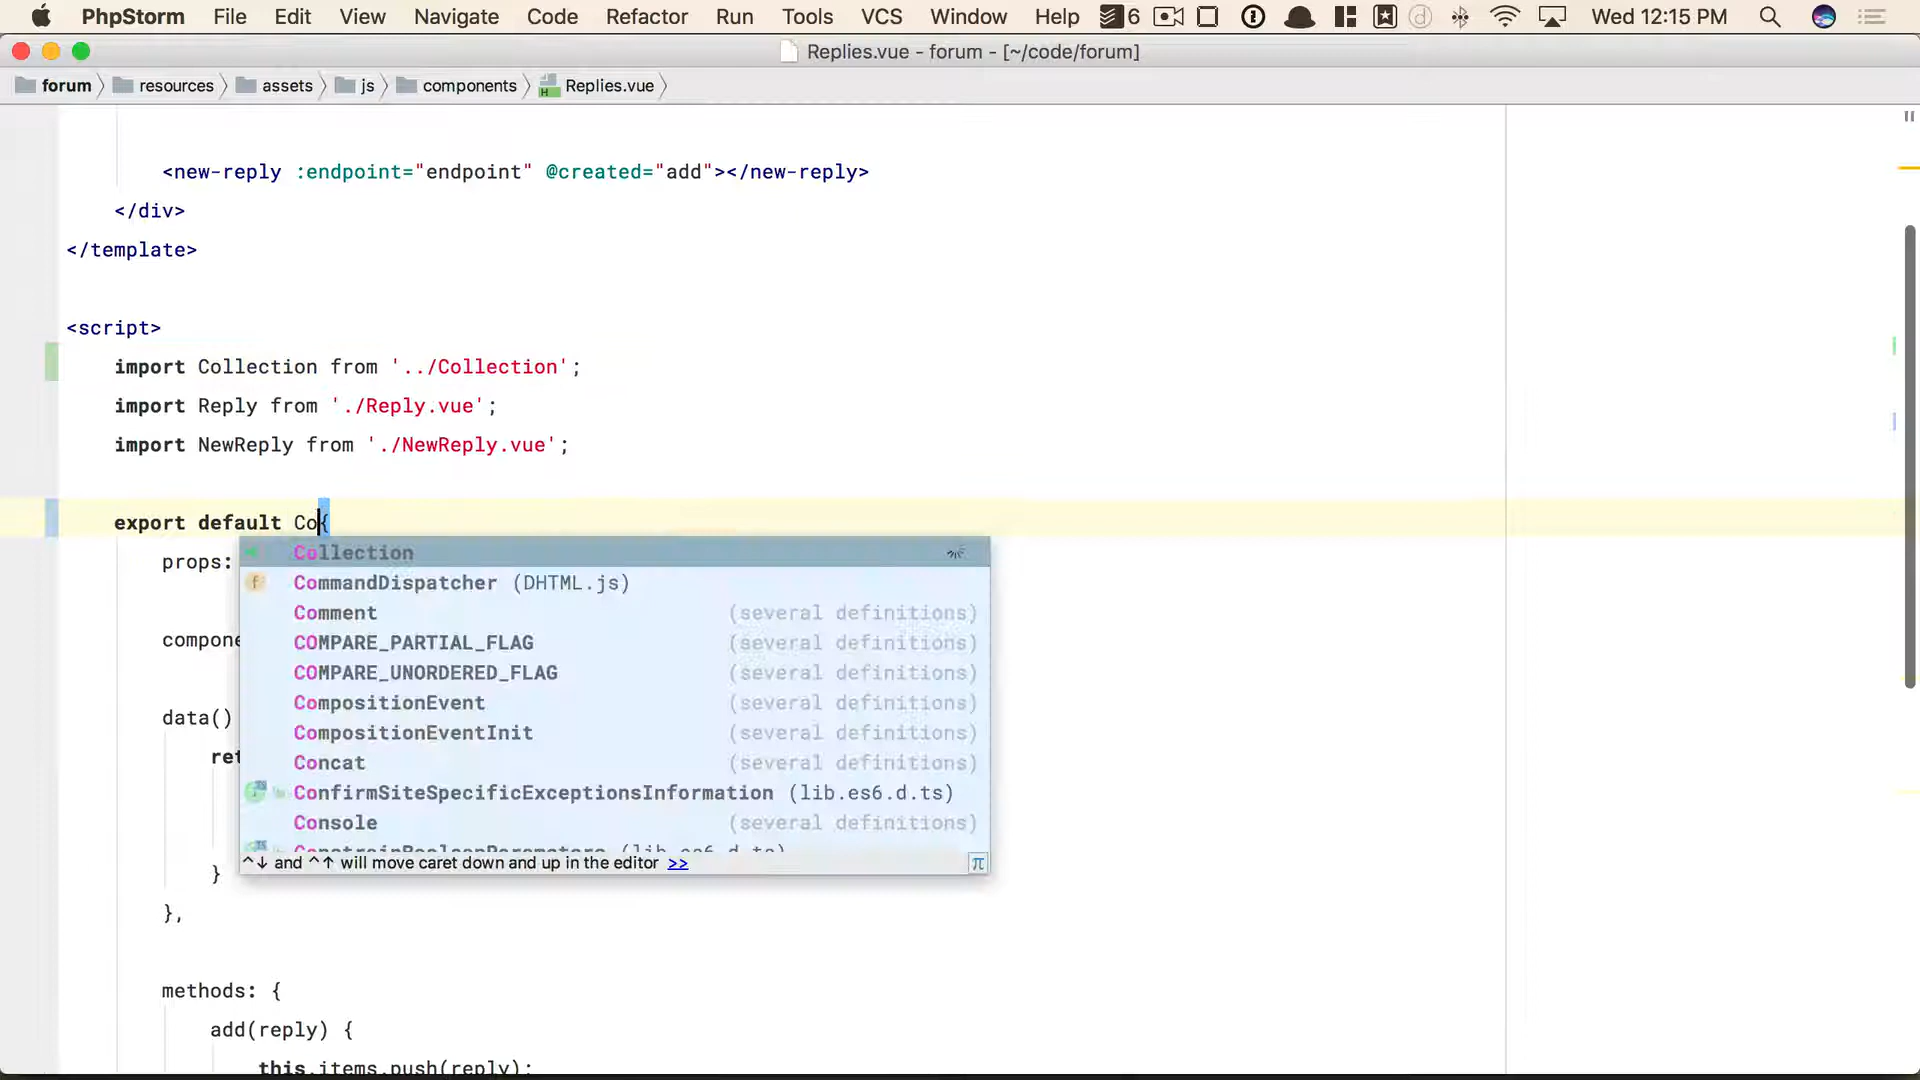 PhpStorm File Edit View Navigate Code Refactor Run Tools VCS Window Help 6 Wed 12:15 PM
Replies.vue - forum - [~/code/forum]
forum resources assets js components Replies.vue
<new-reply :endpoint="endpoint" @created="add"></new-reply>
</div>
</template>
<script>
import Collection from '../Collection';
import Reply from './Reply.vue';
import NewReply from './NewReply.vue';
export default Co{
props:
Collection
CommandDispatcher (DHTML.js)
Comment (several definitions)
compone
COMPARE_PARTIAL_FLAG (several definitions)
COMPARE_UNORDERED_FLAG (several definitions)
CompositionEvent (several definitions)
data()
CompositionEventInit (several definitions)
ret
Concat (several definitions)
ConfirmSiteSpecificExceptionsInformation (lib.es6.d.ts)
Console (several definitions)
ConstrainBooleanParameters (lib.es6.d.ts)
^↓ and ^↑ will move caret down and up in the editor >> π
}
},
methods: {
add(reply) {
this.items.push(reply);